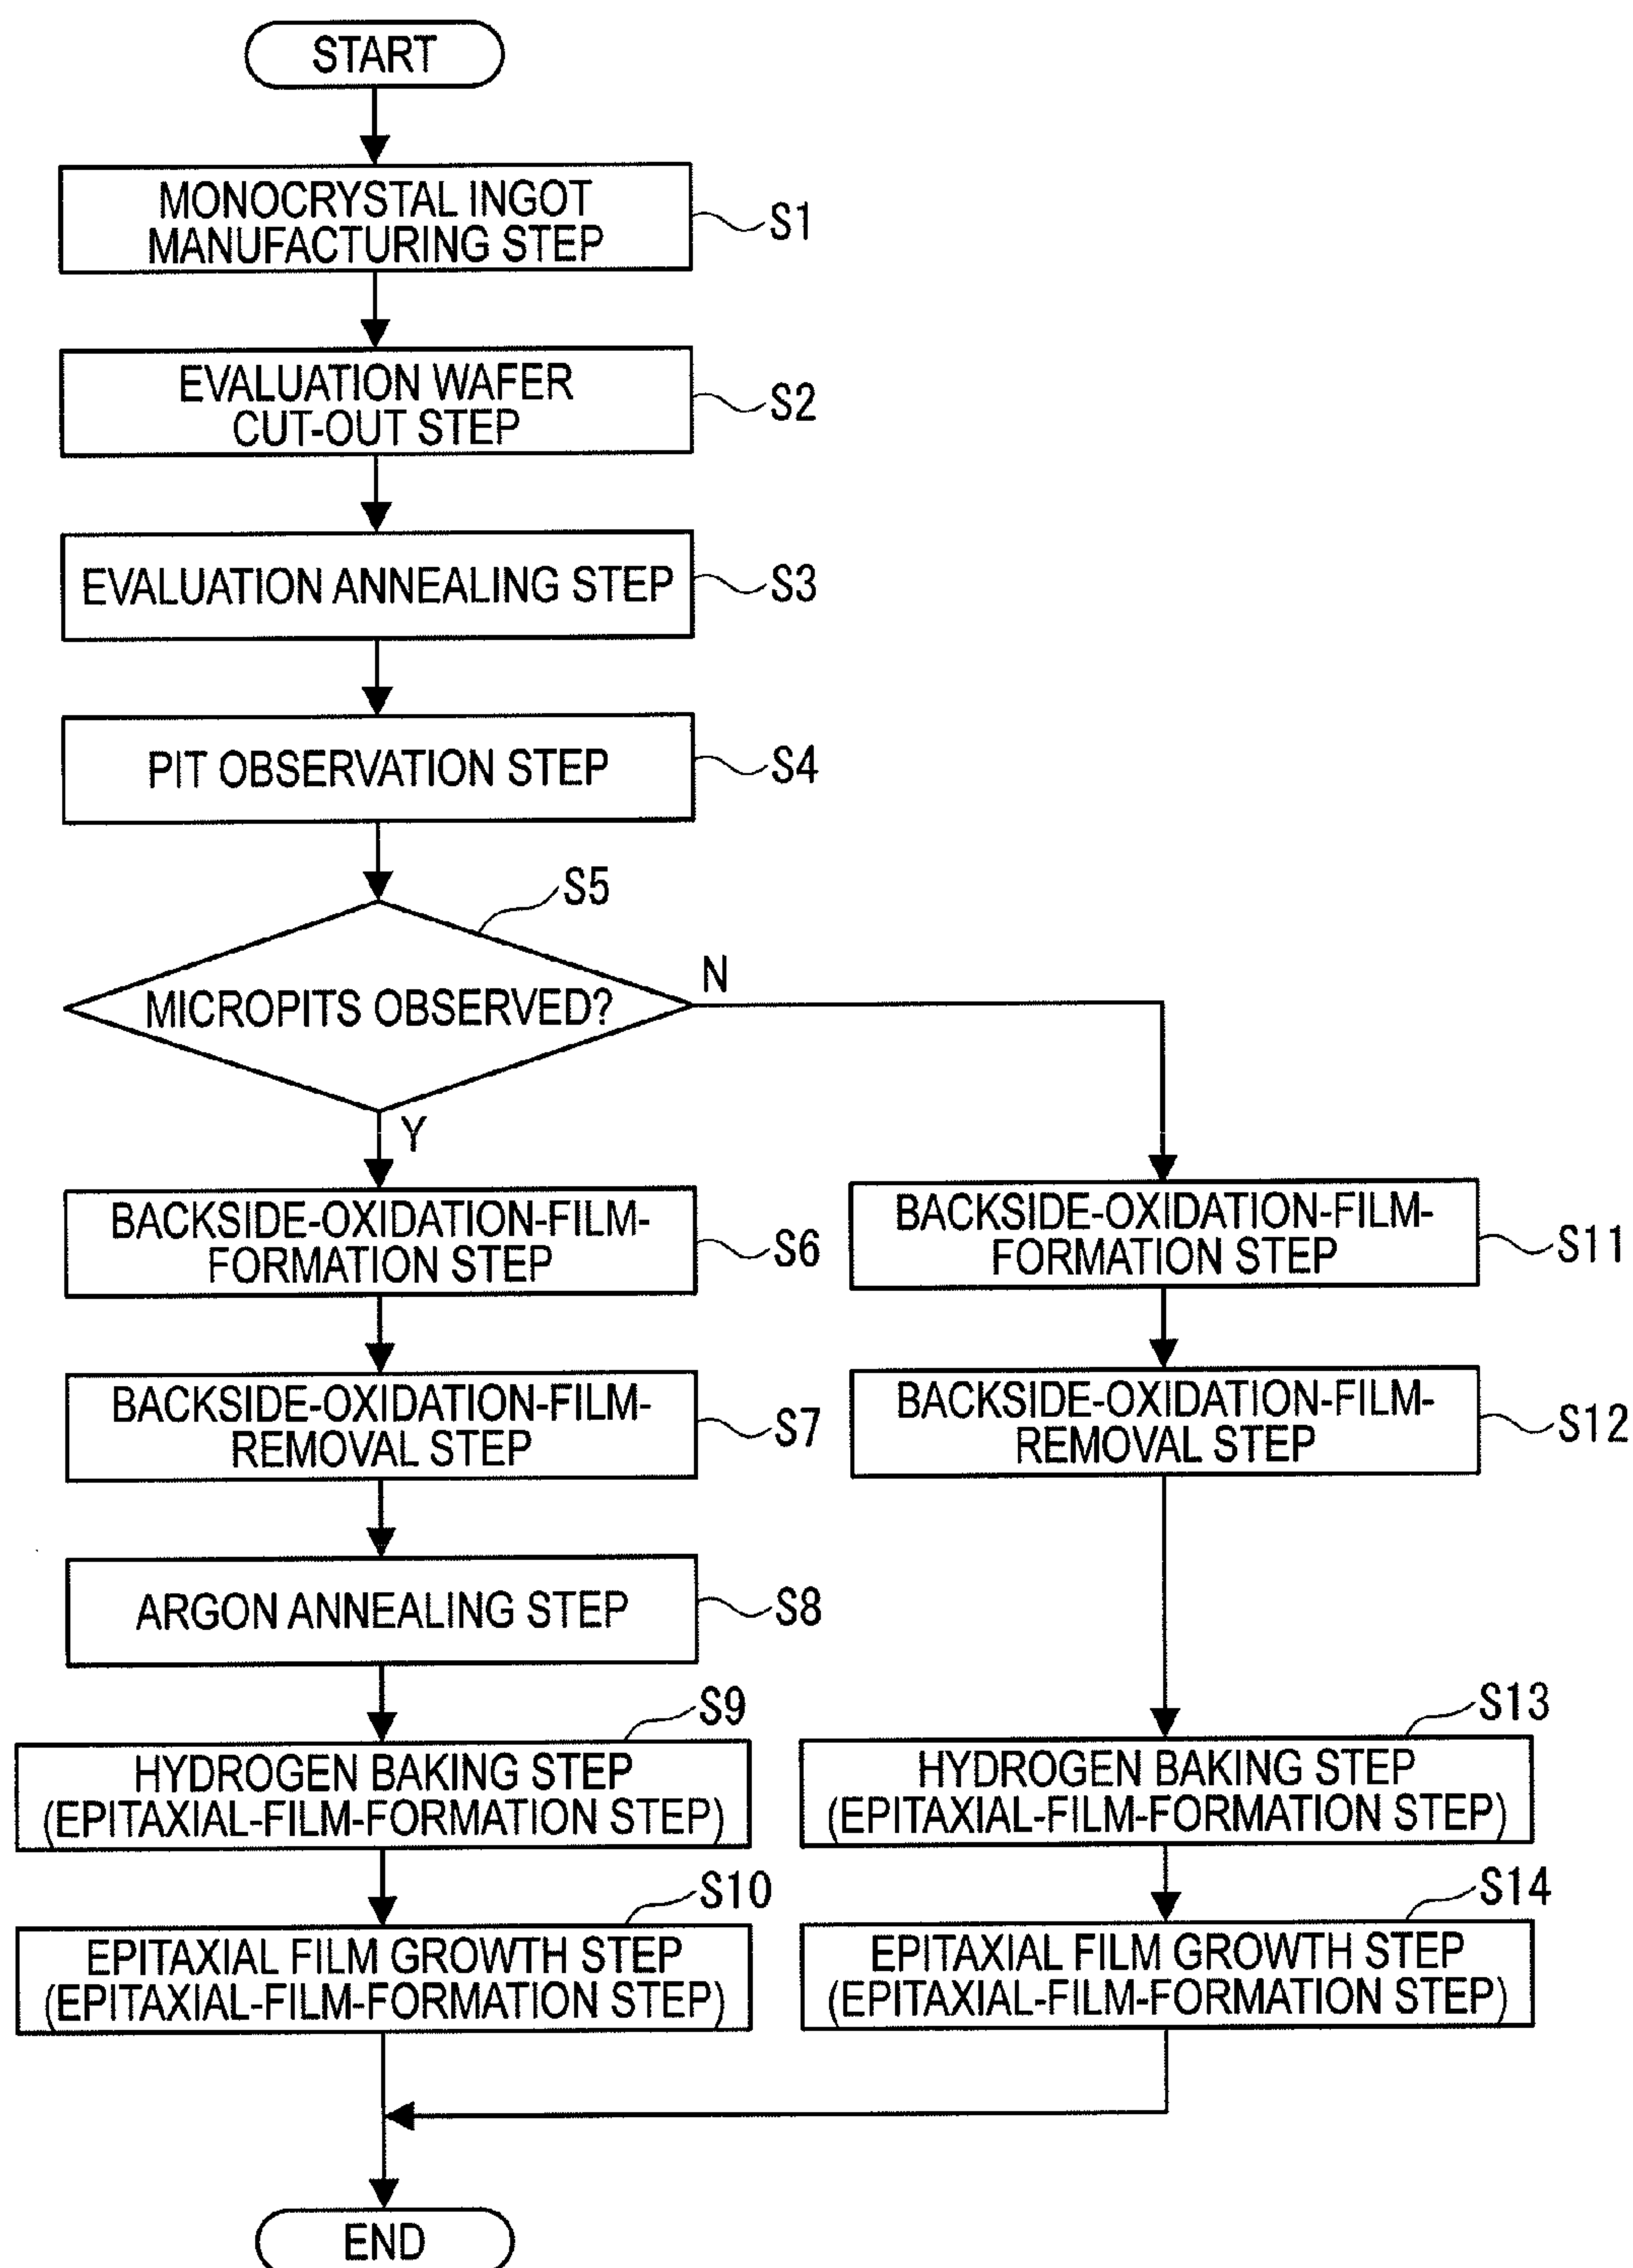 START
MONOCRYSTAL INGOT
MANUFACTURING STEP
S1
EVALUATION WAFER
CUT-OUT STEP
S2
EVALUATION ANNEALING STEP
S3
PIT OBSERVATION STEP
S4
S5
MICROPITS OBSERVED?
N
Y
BACKSIDE-OXIDATION-FILM-
FORMATION STEP
S6
BACKSIDE-OXIDATION-FILM-
REMOVAL STEP
S7
ARGON ANNEALING STEP
S8
S9
HYDROGEN BAKING STEP
(EPITAXIAL-FILM-FORMATION STEP)
S10
EPITAXIAL FILM GROWTH STEP
(EPITAXIAL-FILM-FORMATION STEP)
BACKSIDE-OXIDATION-FILM-
FORMATION STEP
S11
BACKSIDE-OXIDATION-FILM-
REMOVAL STEP
S12
S13
HYDROGEN BAKING STEP
(EPITAXIAL-FILM-FORMATION STEP)
S14
EPITAXIAL FILM GROWTH STEP
(EPITAXIAL-FILM-FORMATION STEP)
END